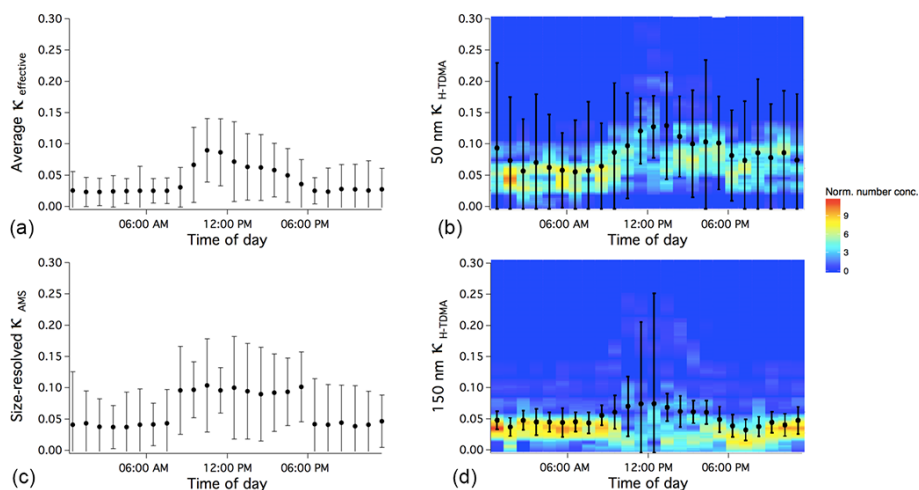 0.30
0.25
0.20
0.15
0.10
0.05
0.00
Average κ effective
06:00 AM 12:00 PM 06:00 PM
Time of day
(a)
0.30
0.25
0.20
0.15
0.10
0.05
0.00
50 nm κ H-TDMA
06:00 AM 12:00 PM 06:00 PM
Time of day
(b)
Norm. number conc.
9
6
3
0
0.30
0.25
0.20
0.15
0.10
0.05
0.00
Size-resolved κ AMS
06:00 AM 12:00 PM 06:00 PM
Time of day
(c)
0.30
0.25
0.20
0.15
0.10
0.05
0.00
150 nm κ H-TDMA
06:00 AM 12:00 PM 06:00 PM
Time of day
(d)